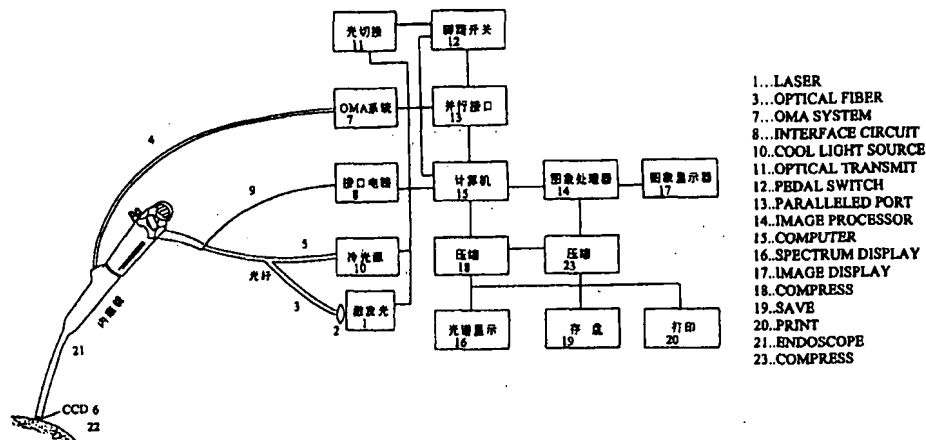 光切换
11
脚踏开关
12
OMA系统
7
并行接口
13
4
9
接口电路
8
计算机
15
图象处理器
14
图象显示器
17
5
冷光源
10
光纤
3
2
激发光
1
压缩
18
压缩
23
光谱显示
16
存盘
19
打印
20
内窥镜
21
CCD 6
22
1...LASER
3...OPTICAL FIBER
7...OMA SYSTEM
8...INTERFACE CIRCUIT
10..COOL LIGHT SOURCE
11..OPTICAL TRANSMIT
12..PEDAL SWITCH
13..PARALLELED PORT
14..IMAGE PROCESSOR
15..COMPUTER
16..SPECTRUM DISPLAY
17..IMAGE DISPLAY
18..COMPRESS
19..SAVE
20..PRINT
21..ENDOSCOPE
23..COMPRESS